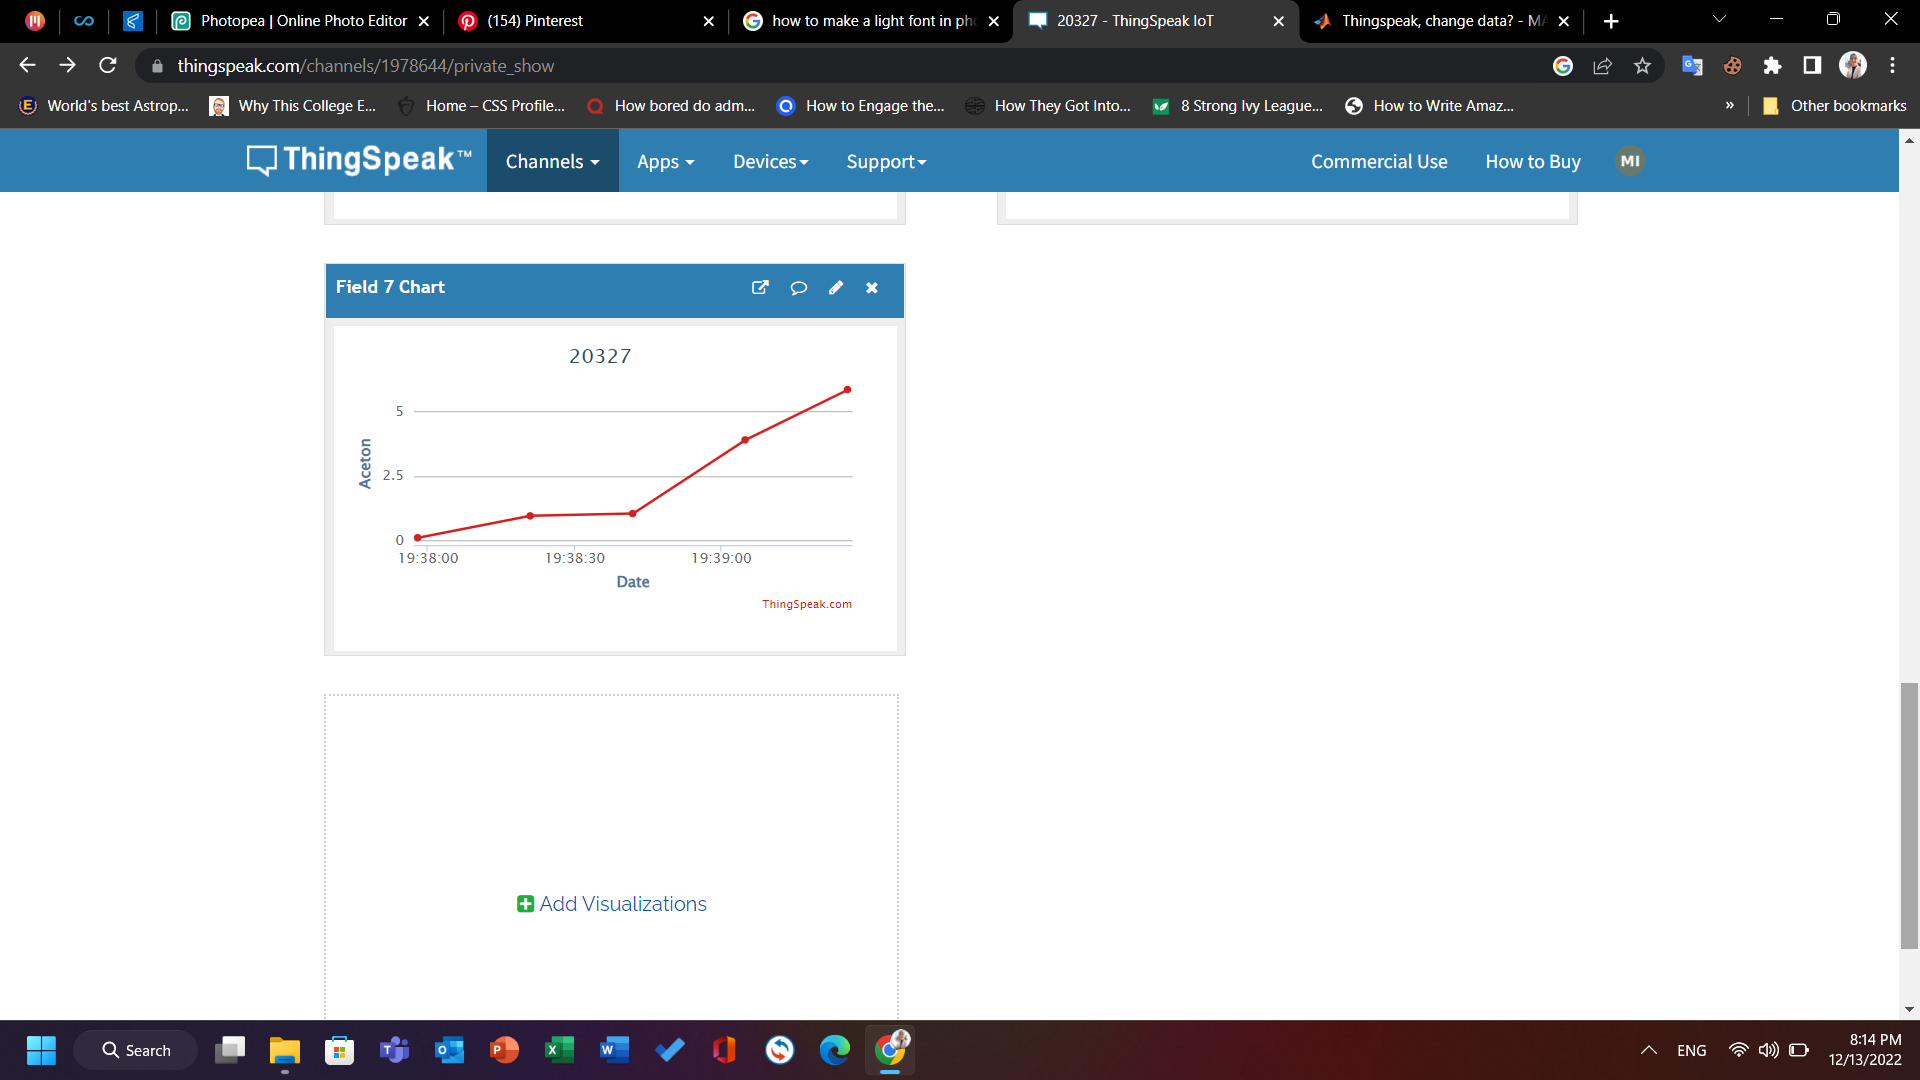 Photopea | Online Photo Editor
(154) Pinterest
how to make a light font in pho
20327 - ThingSpeak IoT
Thingspeak, change data? - MA
thingspeak.com/channels/1978644/private_show
World's best Astrop...
Why This College E...
Home – CSS Profile...
How bored do adm...
How to Engage the...
How They Got Into...
8 Strong Ivy League...
How to Write Amaz...
»
Other bookmarks
ThingSpeak™
Channels
Apps
Devices
Support
Commercial Use
How to Buy
MI
Field 7 Chart
20327
5
2.5
0
Aceton
19:38:00
19:38:30
19:39:00
Date
ThingSpeak.com
Add Visualizations
Search
ENG
8:14 PM
12/13/2022